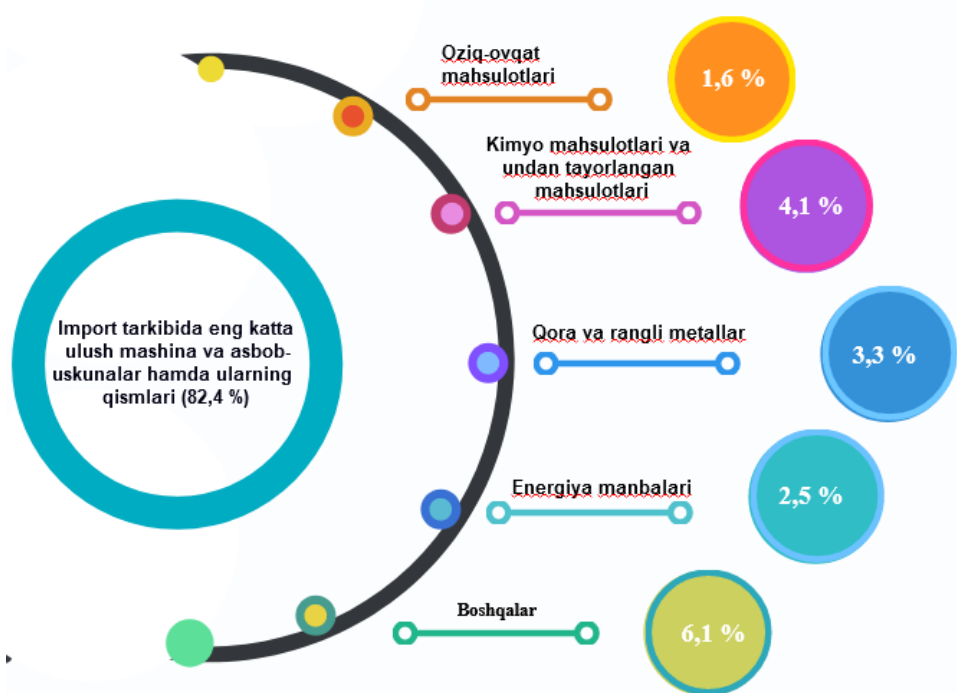 Oziq-ovqat
mahsulotlari
1,6 %
Kimyo mahsulotlari va
undan tayorlangan
mahsulotlari
4,1 %
Import tarkibida eng katta
ulush mashina va asbob-
uskunalar hamda ularning
qismlari (82,4 %)
Qora va rangli metallar
3,3 %
Energiya manbalari
2,5 %
Boshqalar
6,1 %